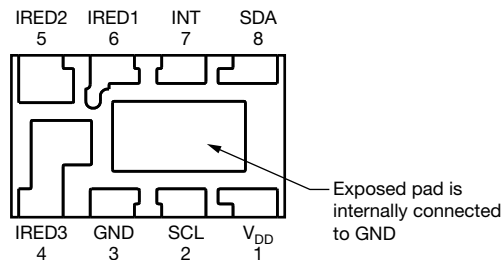 IRED2 IRED1 INT SDA
5 6 7 8
Exposed pad is
internally connected
to GND
IRED3 GND SCL VDD
4 3 2 1